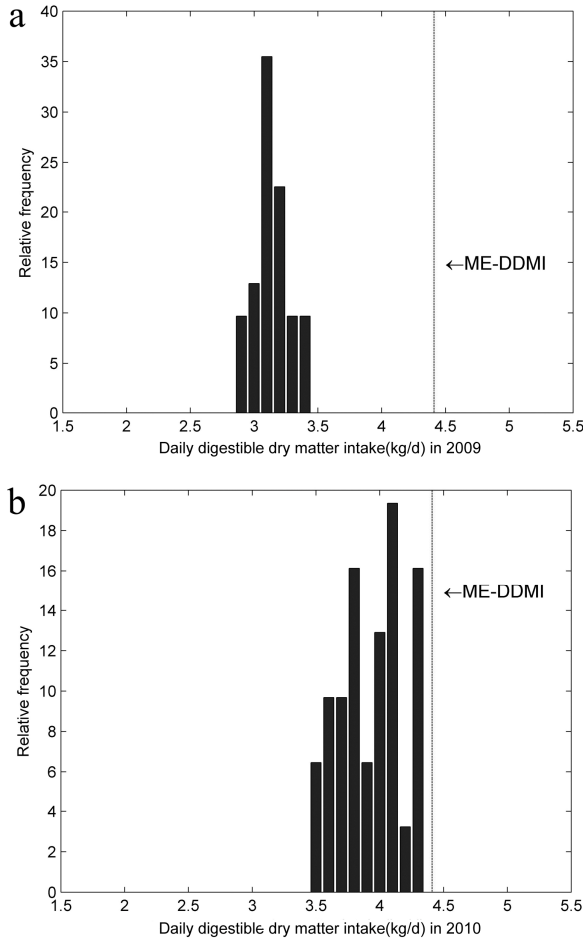 a
40
35
30
25
20
15
10
5
0
Relative frequency
←ME-DDMI
1.5 2 2.5 3 3.5 4 4.5 5 5.5
Daily digestible dry matter intake(kg/d) in 2009
b
20
18
16
14
12
10
8
6
4
2
0
Relative frequency
←ME-DDMI
1.5 2 2.5 3 3.5 4 4.5 5 5.5
Daily digestible dry matter intake(kg/d) in 2010